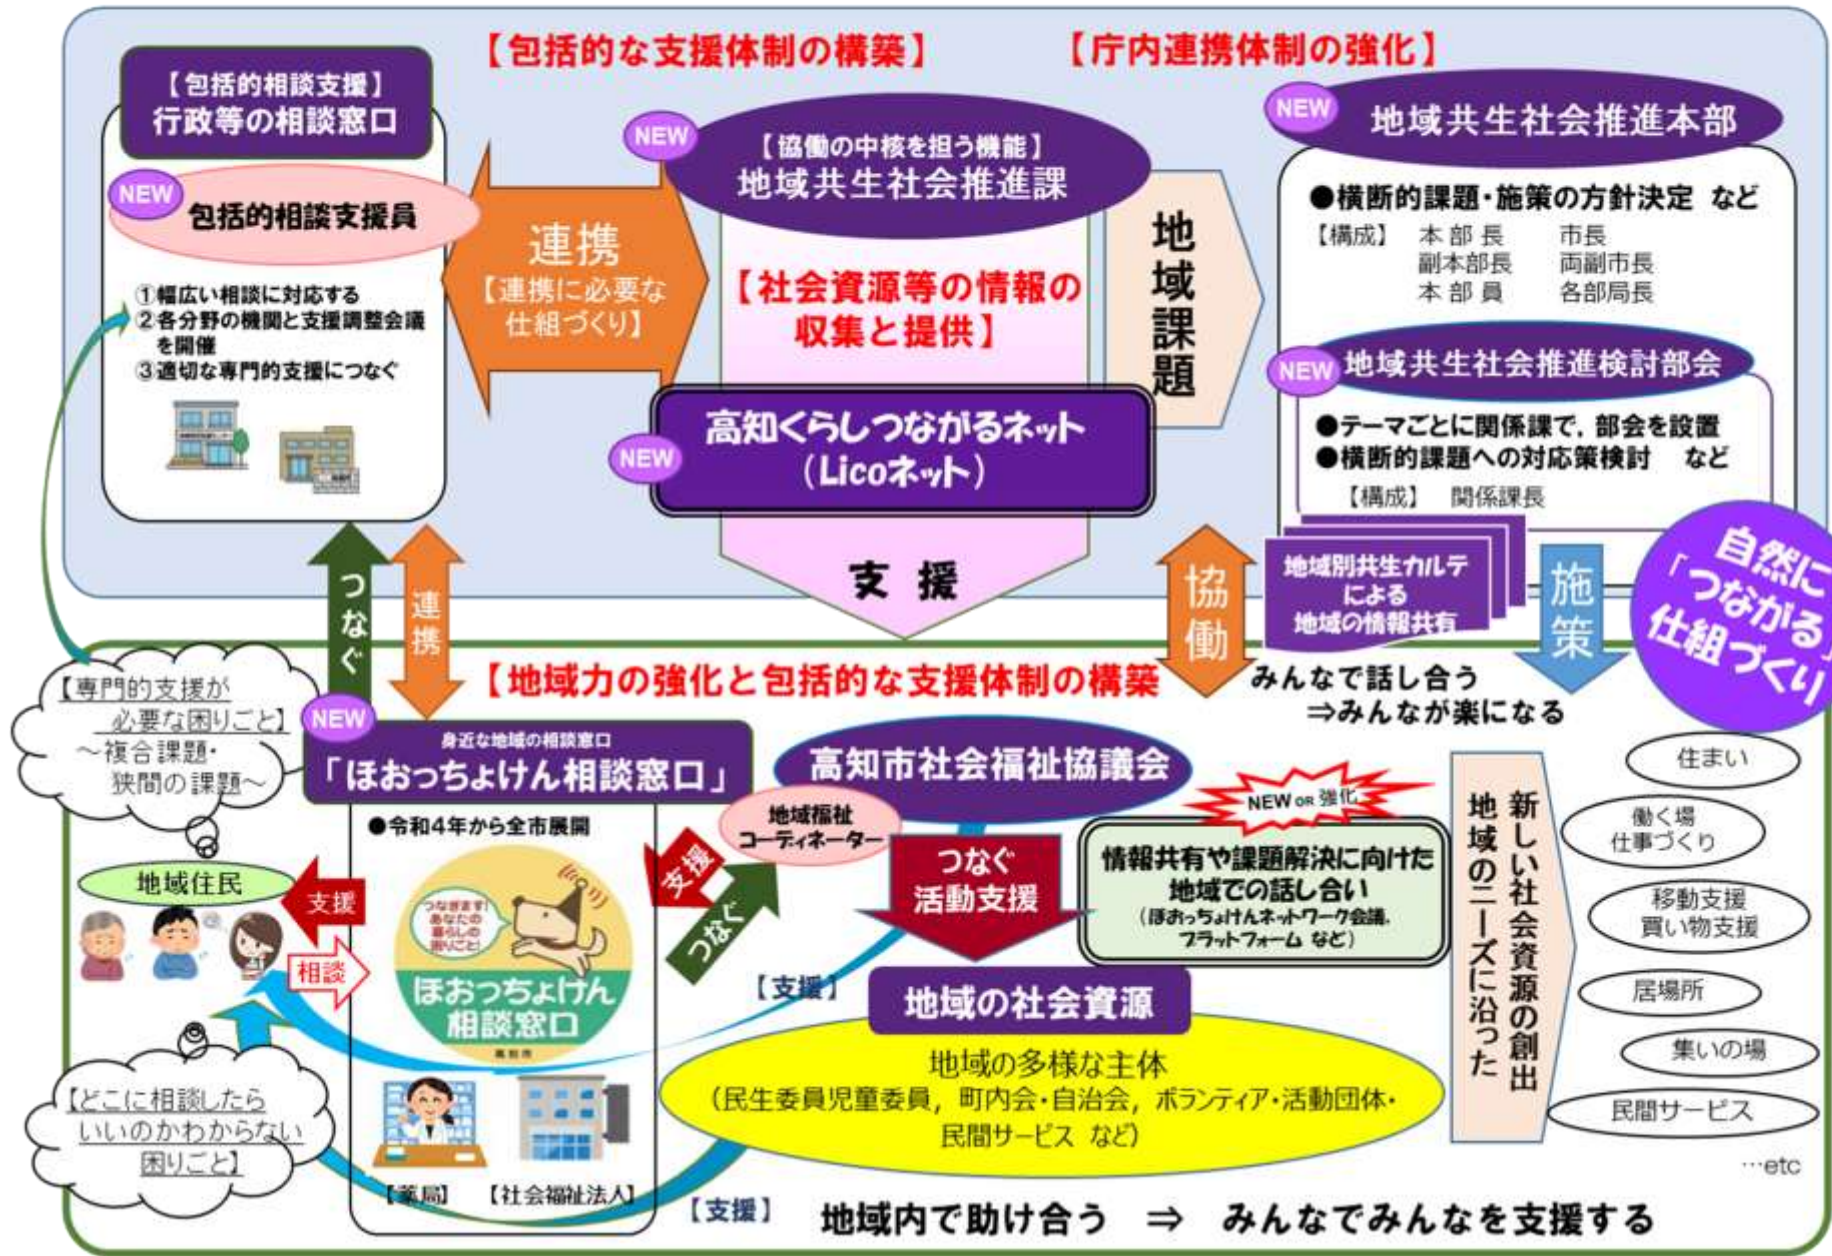 【包括的な支援体制の構築】
【庁内連携体制の強化】
【包括的相談支援】
行政等の相談窓口
NEW
包括的相談支援員
①幅広い相談に対応する
②各分野の機関と支援調整会議
を開催
③適切な専門的支援につなぐ
連携
【連携に必要な
仕組づくり】
NEW
【協働の中核を担う機能】
地域共生社会推進課
【社会資源等の情報の
収集と提供】
NEW
高知くらしつながるネット
(Licoネット)
支 援
地域課題
NEW
地域共生社会推進本部
●横断的課題・施策の方針決定 など
【構成】 本 部 長 市長
副本部長 両副市長
本 部 員 各部局長
NEW
地域共生社会推進検討部会
●テーマごとに関係課で,部会を設置
●横断的課題への対応策検討 など
【構成】 関係課長
地域別共生カルテ
による
地域の情報共有
協働
施策
自然に
「つながる」
仕組づくり
つなぐ
連携
【地域力の強化と包括的な支援体制の構築
みんなで話し合う
⇒みんなが楽になる
【専門的支援が
必要な困りごと】
～複合課題・
狭間の課題～
地域住民
支援
相談
【どこに相談したら
いいのかわからない
困りごと】
NEW
身近な地域の相談窓口
「ほおっちょけん相談窓口」
●令和4年から全市展開
つなぎます!
あなたの
暮らしの
困りごと!
ほおっちょけん
相談窓口
高知市
【薬局】
【社会福祉法人】
高知市社会福祉協議会
地域福祉
コーディネーター
支援
つなぐ
つなぐ
活動支援
NEW OR 強化
情報共有や課題解決に向けた
地域での話し合い
(ほおっちょけんネットワーク会議,
プラットフォーム など)
【支援】
地域の社会資源
地域の多様な主体
(民生委員児童委員,町内会・自治会,ボランティア・活動団体・
民間サービス など)
【支援】
地域内で助け合う ⇒ みんなでみんなを支援する
新しい社会資源の創出
地域のニーズに沿った
住まい
働く場
仕事づくり
移動支援
買い物支援
居場所
集いの場
民間サービス
…etc